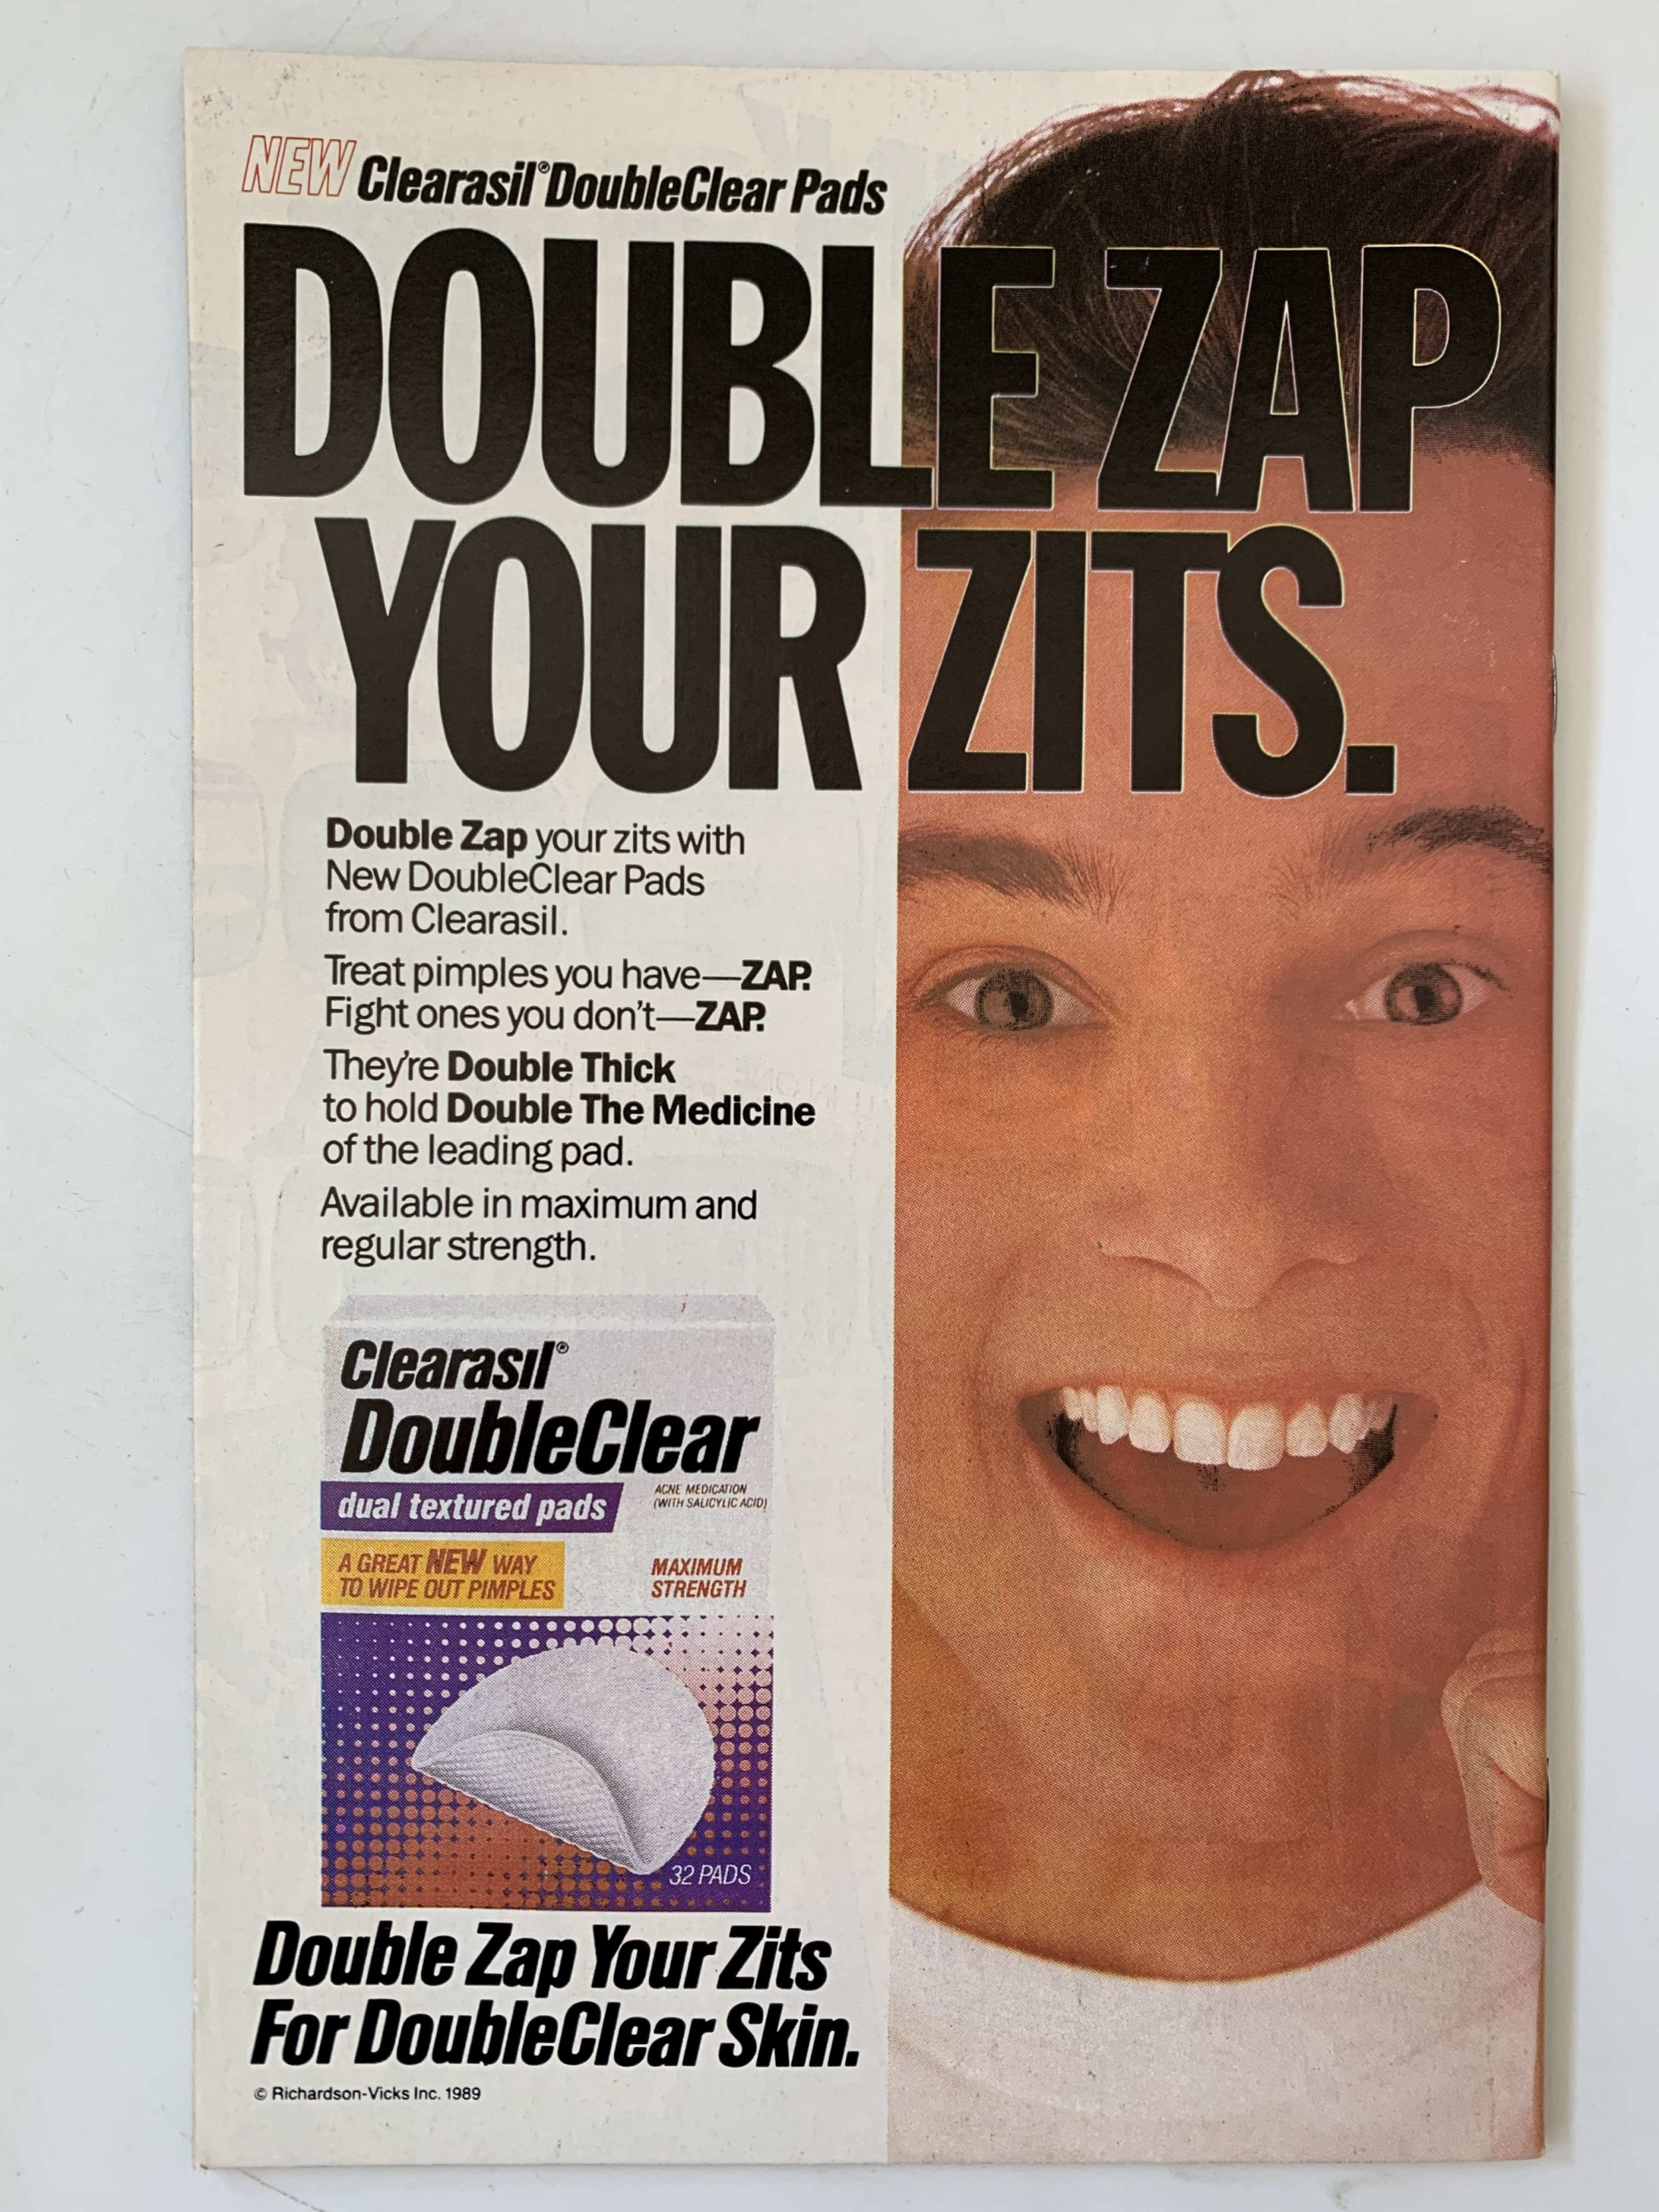 NEW Clearasil® DoubleClear Pads
DOUBLE ZAP
YOUR ZITS.
Double Zap your zits with
New DoubleClear Pads
from Clearasil.
Treat pimples you have—ZAP.
Fight ones you don't—ZAP.
They're Double Thick
to hold Double The Medicine
of the leading pad.
Available in maximum and
regular strength.
Clearasil®
DoubleClear
dual textured pads
ACNE MEDICATION
(WITH SALICYLIC ACID)
A GREAT NEW WAY
TO WIPE OUT PIMPLES
MAXIMUM
STRENGTH
32 PADS
Double Zap Your Zits
For DoubleClear Skin.
© Richardson-Vicks Inc. 1989